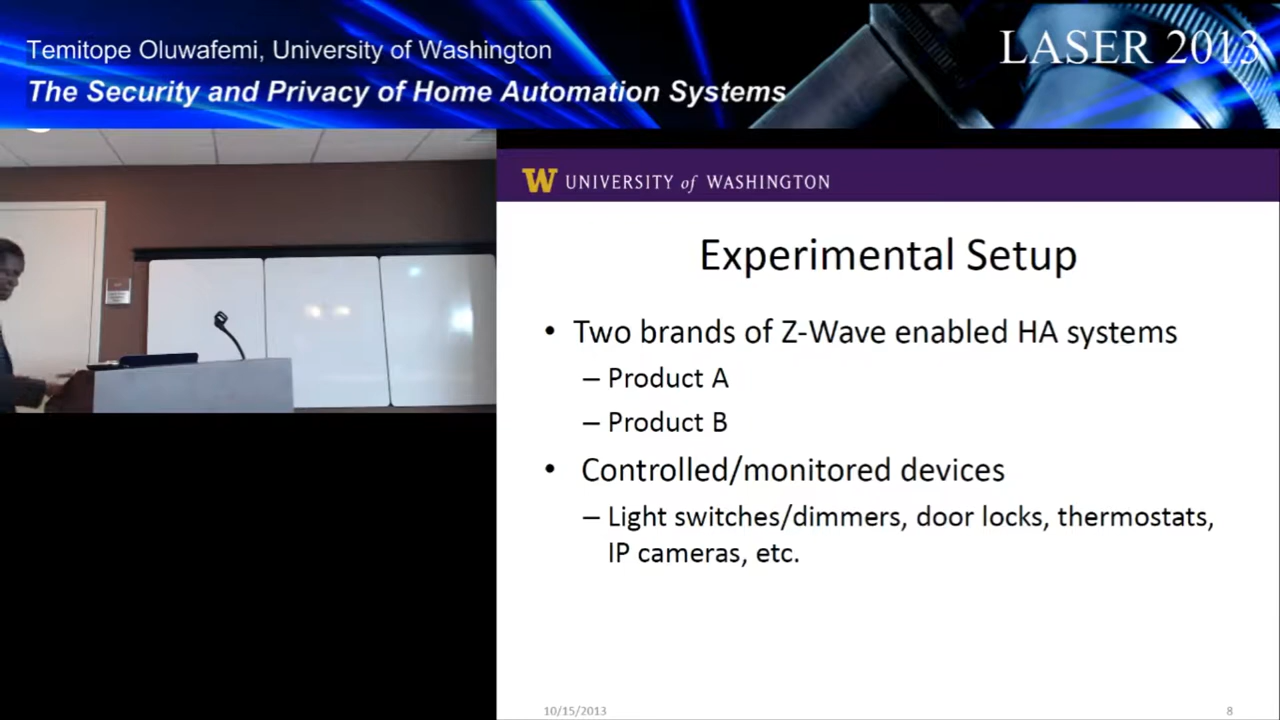 Temitope Oluwafemi, University of Washington
The Security and Privacy of Home Automation Systems
LASER 2013
W UNIVERSITY of WASHINGTON
Experimental Setup
• Two brands of Z-Wave enabled HA systems
– Product A
– Product B
• Controlled/monitored devices
– Light switches/dimmers, door locks, thermostats,
IP cameras, etc.
10/15/2013
8